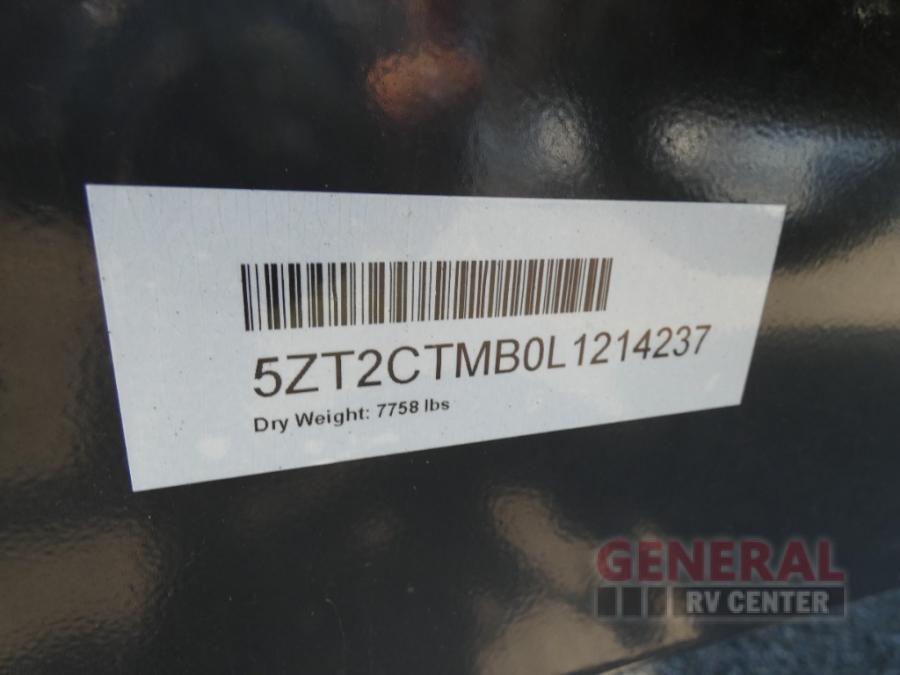 5ZT2CTMB0L1214237
Dry Weight: 7758 lbs
GENERAL
RV CENTER